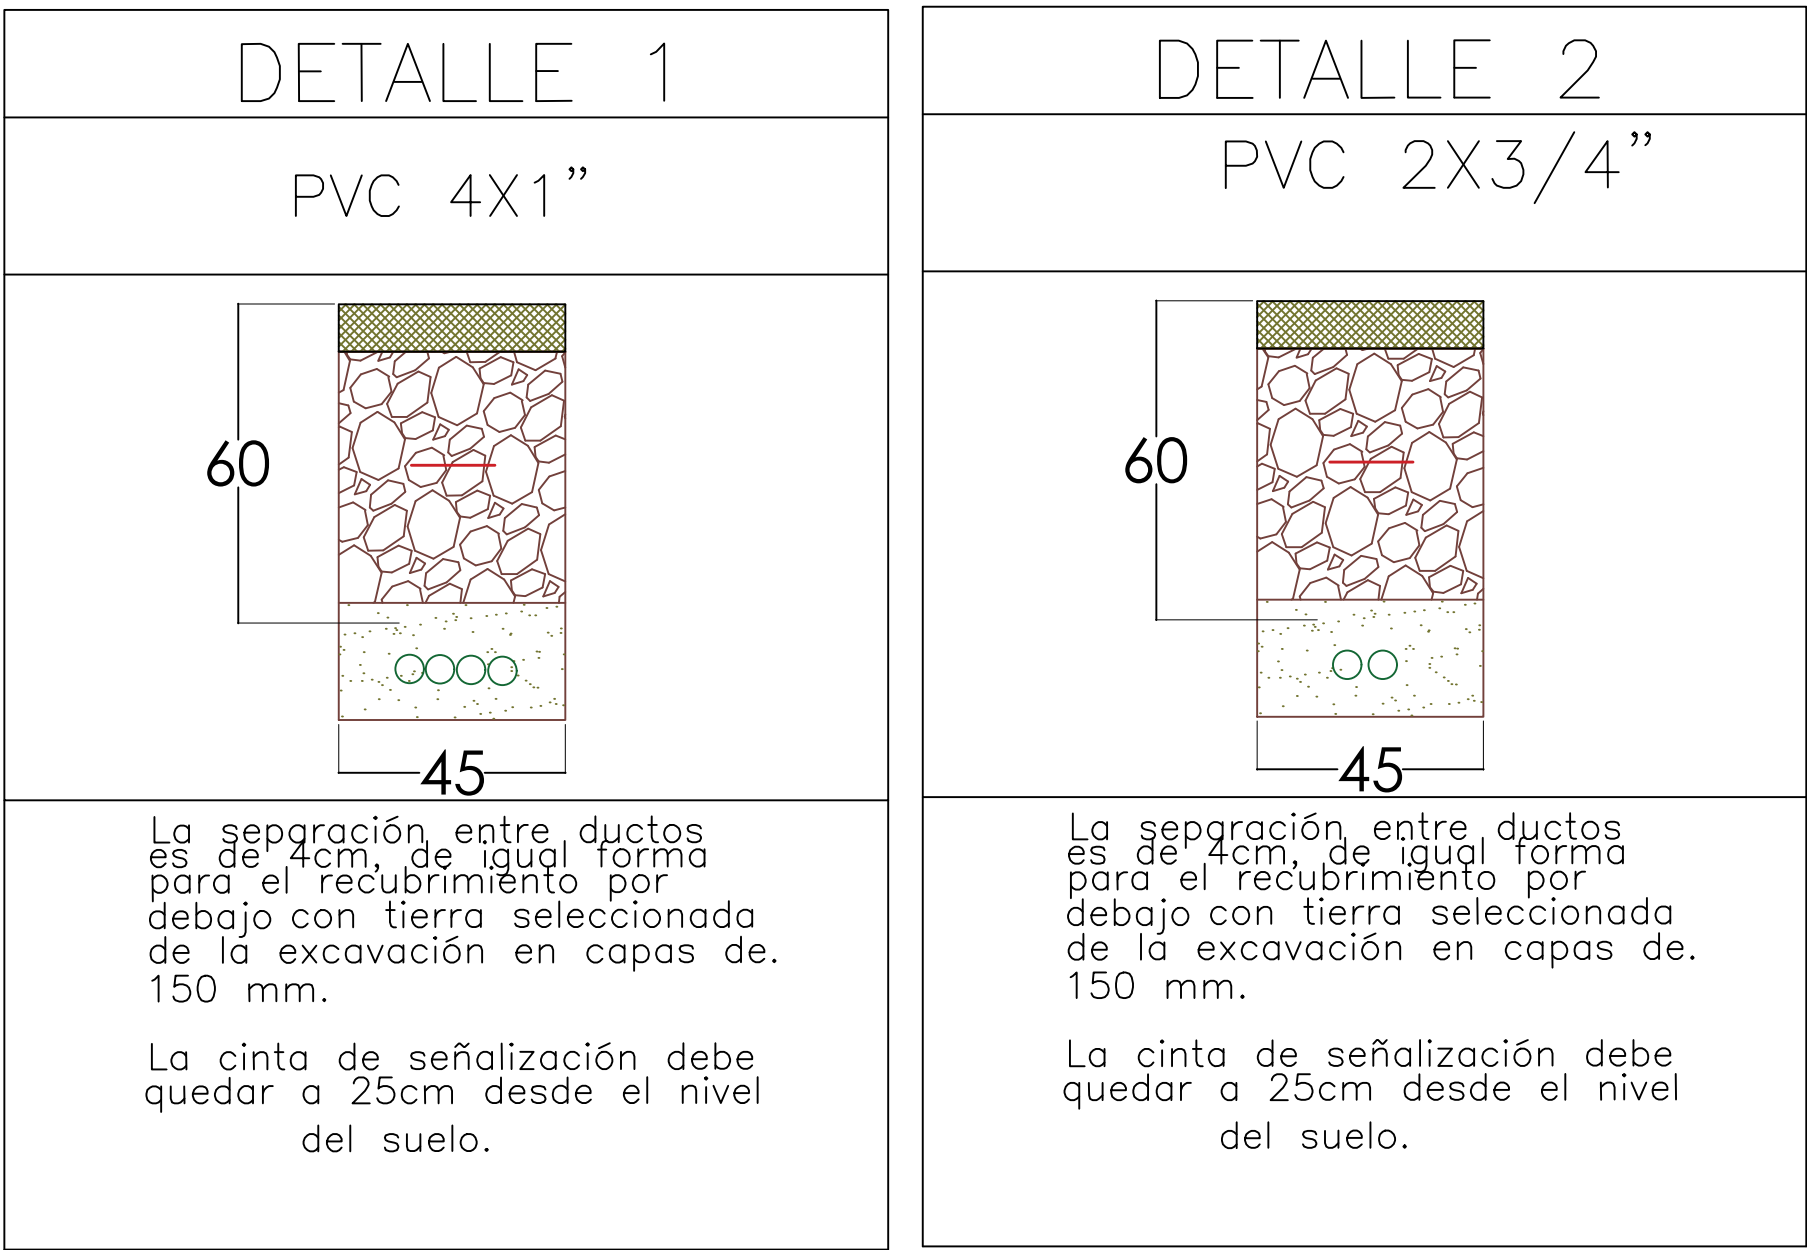 DETALLE 1
PVC 4X1”
60
45
La separación entre ductos
es de 4cm, de igual forma
para el recubrimiento por
debajo con tierra seleccionada
de la excavación en capas de.
150 mm.
La cinta de señalización debe
quedar a 25cm desde el nivel
del suelo.
DETALLE 2
PVC 2X3/4”
60
45
La separación entre ductos
es de 4cm, de igual forma
para el recubrimiento por
debajo con tierra seleccionada
de la excavación en capas de.
150 mm.
La cinta de señalización debe
quedar a 25cm desde el nivel
del suelo.